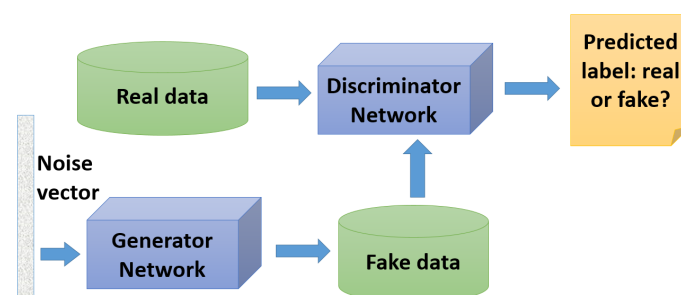 Real data
Discriminator
Network
Predicted
label: real
or fake?
Noise
vector
Generator
Network
Fake data